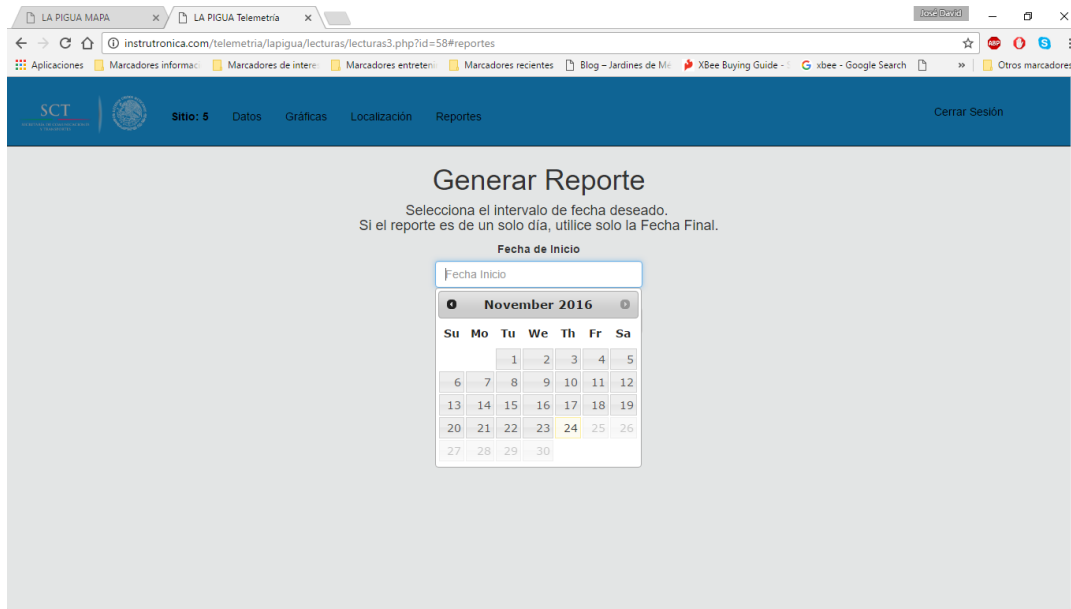 LA PIGUA MAPA
LA PIGUA Telemetría
José David
instrutronica.com/telemetria/lapigua/lecturas/lecturas3.php?id=58#reportes
ABP
Aplicaciones Marcadores informac Marcadores de intere Marcadores entreteni Marcadores recientes Blog – Jardines de Mé XBee Buying Guide - xbee - Google Search » Otros marcadores
SCT
Sitio: 5 Datos Gráficas Localización Reportes Cerrar Sesión
Generar Reporte
Selecciona el intervalo de fecha deseado.
Si el reporte es de un solo día, utilice solo la Fecha Final.
Fecha de Inicio
Fecha Inicio
November 2016
Su Mo Tu We Th Fr Sa
1 2 3 4 5
6 7 8 9 10 11 12
13 14 15 16 17 18 19
20 21 22 23 24 25 26
27 28 29 30